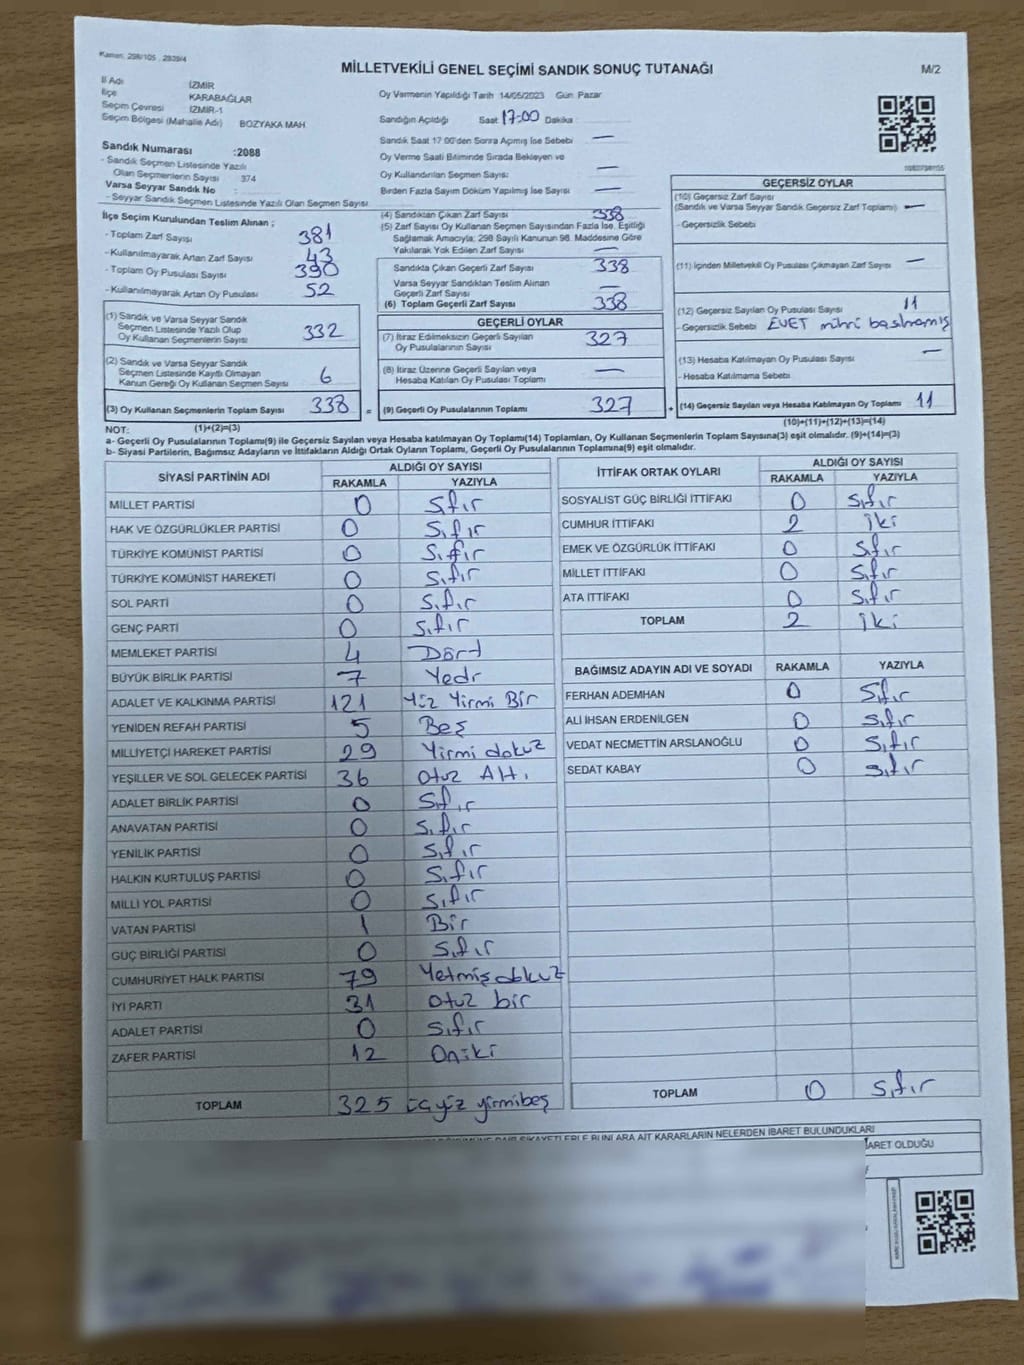 Kanun: 298/105 , 2839/4
MİLLETVEKİLİ GENEL SEÇİMİ SANDIK SONUÇ TUTANAĞI
M/2
İl Adı İZMİR
İlçe KARABAĞLAR
Seçim Çevresi İZMİR-1
Seçim Bölgesi (Mahalle Adı) BOZYAKA MAH.
Oy Vermenin Yapıldığı Tarih 14/05/2023 Gün Pazar
Sandığın Açıldığı Saat 17:00 Dakika :
Sandık Saat 17:00'den Sonra Açmış İse Sebebi —
Oy Verme Saati Bitiminde Sırada Bekleyen ve
Oy Kullandırılan Seçmen Sayısı: —
Birden Fazla Sayım Döküm Yapılmış İse Sayısı —
Sandık Numarası :2088
- Sandık Seçmen Listesinde Yazılı
Olan Seçmenlerin Sayısı 374
Varsa Seyyar Sandık No :
- Seyyar Sandık Seçmen Listesinde Yazılı Olan Seçmen Sayısı
İlçe Seçim Kurulundan Teslim Alınan ;
- Toplam Zarf Sayısı 381
- Kullanılmayarak Artan Zarf Sayısı 43
- Toplam Oy Pusulası Sayısı 390
- Kullanılmayarak Artan Oy Pusulası 52
(1) Sandık ve Varsa Seyyar Sandık
Seçmen Listesinde Yazılı Olup
Oy Kullanan Seçmenlerin Sayısı 332
(2) Sandık ve Varsa Seyyar Sandık
Seçmen Listesinde Kayıtlı Olmayan
Kanun Gereği Oy Kullanan Seçmen Sayısı 6
(3) Oy Kullanan Seçmenlerin Toplam Sayısı 338
(4) Sandıktan Çıkan Zarf Sayısı 338
(5) Zarf Sayısı Oy Kullanan Seçmen Sayısından Fazla İse, Eşitliği
Sağlamak Amacıyla; 298 Sayılı Kanunun 98. Maddesine Göre
Yakılarak Yok Edilen Zarf Sayısı —
Sandıkta Çıkan Geçerli Zarf Sayısı 338
Varsa Seyyar Sandıktan Teslim Alınan
Geçerli Zarf Sayısı —
(6) Toplam Geçerli Zarf Sayısı 338
GEÇERLİ OYLAR
(7) İtiraz Edilmeksizin Geçerli Sayılan
Oy Pusulalarının Sayısı 327
(8) İtiraz Üzerine Geçerli Sayılan veya
Hesaba Katılan Oy Pusulası Toplamı —
= (9) Geçerli Oy Pusulalarının Toplamı 327
GEÇERSİZ OYLAR
(10) Geçersiz Zarf Sayısı
(Sandık ve Varsa Seyyar Sandık Geçersiz Zarf Toplamı) —
- Geçersizlik Sebebi
(11) İçinden Milletvekili Oy Pusulası Çıkmayan Zarf Sayısı —
(12) Geçersiz Sayılan Oy Pusulası Sayısı 11
- Geçersizlik Sebebi EVET mührü basılmamış
(13) Hesaba Katılmayan Oy Pusulası Sayısı —
- Hesaba Katılmama Sebebi
+ (14) Geçersiz Sayılan veya Hesaba Katılmayan Oy Toplamı 11
NOT: (1)+(2)=(3)
(10)+(11)+(12)+(13)=(14)
a- Geçerli Oy Pusulalarının Toplamı(9) ile Geçersiz Sayılan veya Hesaba katılmayan Oy Toplamı(14) Toplamları, Oy Kullanan Seçmenlerin Toplam Sayısına(3) eşit olmalıdır. (9)+(14)=(3)
b- Siyasi Partilerin, Bağımsız Adayların ve İttifakların Aldığı Ortak Oyların Toplamı, Geçerli Oy Pusulalarının Toplamına(9) eşit olmalıdır.
SİYASİ PARTİNİN ADI ALDIĞI OY SAYISI
RAKAMLA YAZIYLA
MİLLET PARTİSİ 0 Sıfır
HAK VE ÖZGÜRLÜKLER PARTİSİ 0 Sıfır
TÜRKİYE KOMÜNİST PARTİSİ 0 Sıfır
TÜRKİYE KOMÜNİST HAREKETİ 0 Sıfır
SOL PARTİ 0 Sıfır
GENÇ PARTİ 0 Sıfır
MEMLEKET PARTİSİ 4 Dört
BÜYÜK BİRLİK PARTİSİ 7 Yedi
ADALET VE KALKINMA PARTİSİ 121 Yüz Yirmi Bir
YENİDEN REFAH PARTİSİ 5 Beş
MİLLİYETÇİ HAREKET PARTİSİ 29 Yirmi dokuz
YEŞİLLER VE SOL GELECEK PARTİSİ 36 Otuz Altı
ADALET BİRLİK PARTİSİ 0 Sıfır
ANAVATAN PARTİSİ 0 Sıfır
YENİLİK PARTİSİ 0 Sıfır
HALKIN KURTULUŞ PARTİSİ 0 Sıfır
MİLLİ YOL PARTİSİ 0 Sıfır
VATAN PARTİSİ 1 Bir
GÜÇ BİRLİĞİ PARTİSİ 0 Sıfır
CUMHURİYET HALK PARTİSİ 79 Yetmişdokuz
İYİ PARTİ 31 Otuz bir
ADALET PARTİSİ 0 Sıfır
ZAFER PARTİSİ 12 Oniki
TOPLAM 325 üçyüz yirmibeş
İTTİFAK ORTAK OYLARI ALDIĞI OY SAYISI
RAKAMLA YAZIYLA
SOSYALIST GÜÇ BİRLİĞİ İTTİFAKI 0 Sıfır
CUMHUR İTTİFAKI 2 iki
EMEK VE ÖZGÜRLÜK İTTİFAKI 0 Sıfır
MİLLET İTTİFAKI 0 Sıfır
ATA İTTİFAKI 0 Sıfır
TOPLAM 2 iki
BAĞIMSIZ ADAYIN ADI VE SOYADI RAKAMLA YAZIYLA
FERHAN ADEMHAN 0 Sıfır
ALİ İHSAN ERDENİLGEN 0 Sıfır
VEDAT NECMETTİN ARSLANOĞLU 0 Sıfır
SEDAT KABAY 0 Sıfır
TOPLAM 0 Sıfır
BUNLARA AİT KARARLARIN NELERDEN İBARET BULUNDUKLARI
OLDUĞU